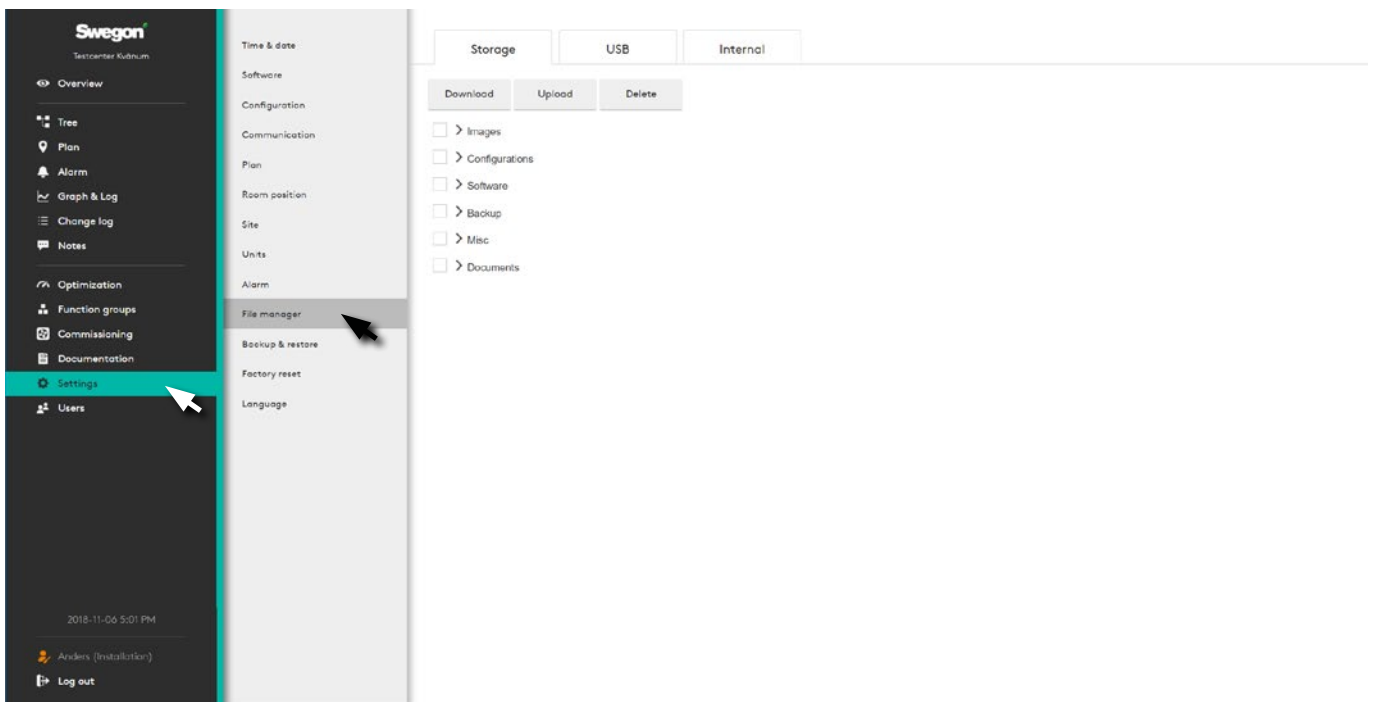 Swegon
Testcenter Kvänum
Overview
Tree
Plan
Alarm
Graph & Log
Change log
Notes
Optimization
Function groups
Commissioning
Documentation
Settings
Users
2018-11-06 5:01 PM
Anders (Installation)
Log out
Time & date
Software
Configuration
Communication
Plan
Room position
Site
Units
Alarm
File manager
Backup & restore
Factory reset
Language
Storage USB Internal
Download Upload Delete
Images
Configurations
Software
Backup
Misc
Documents